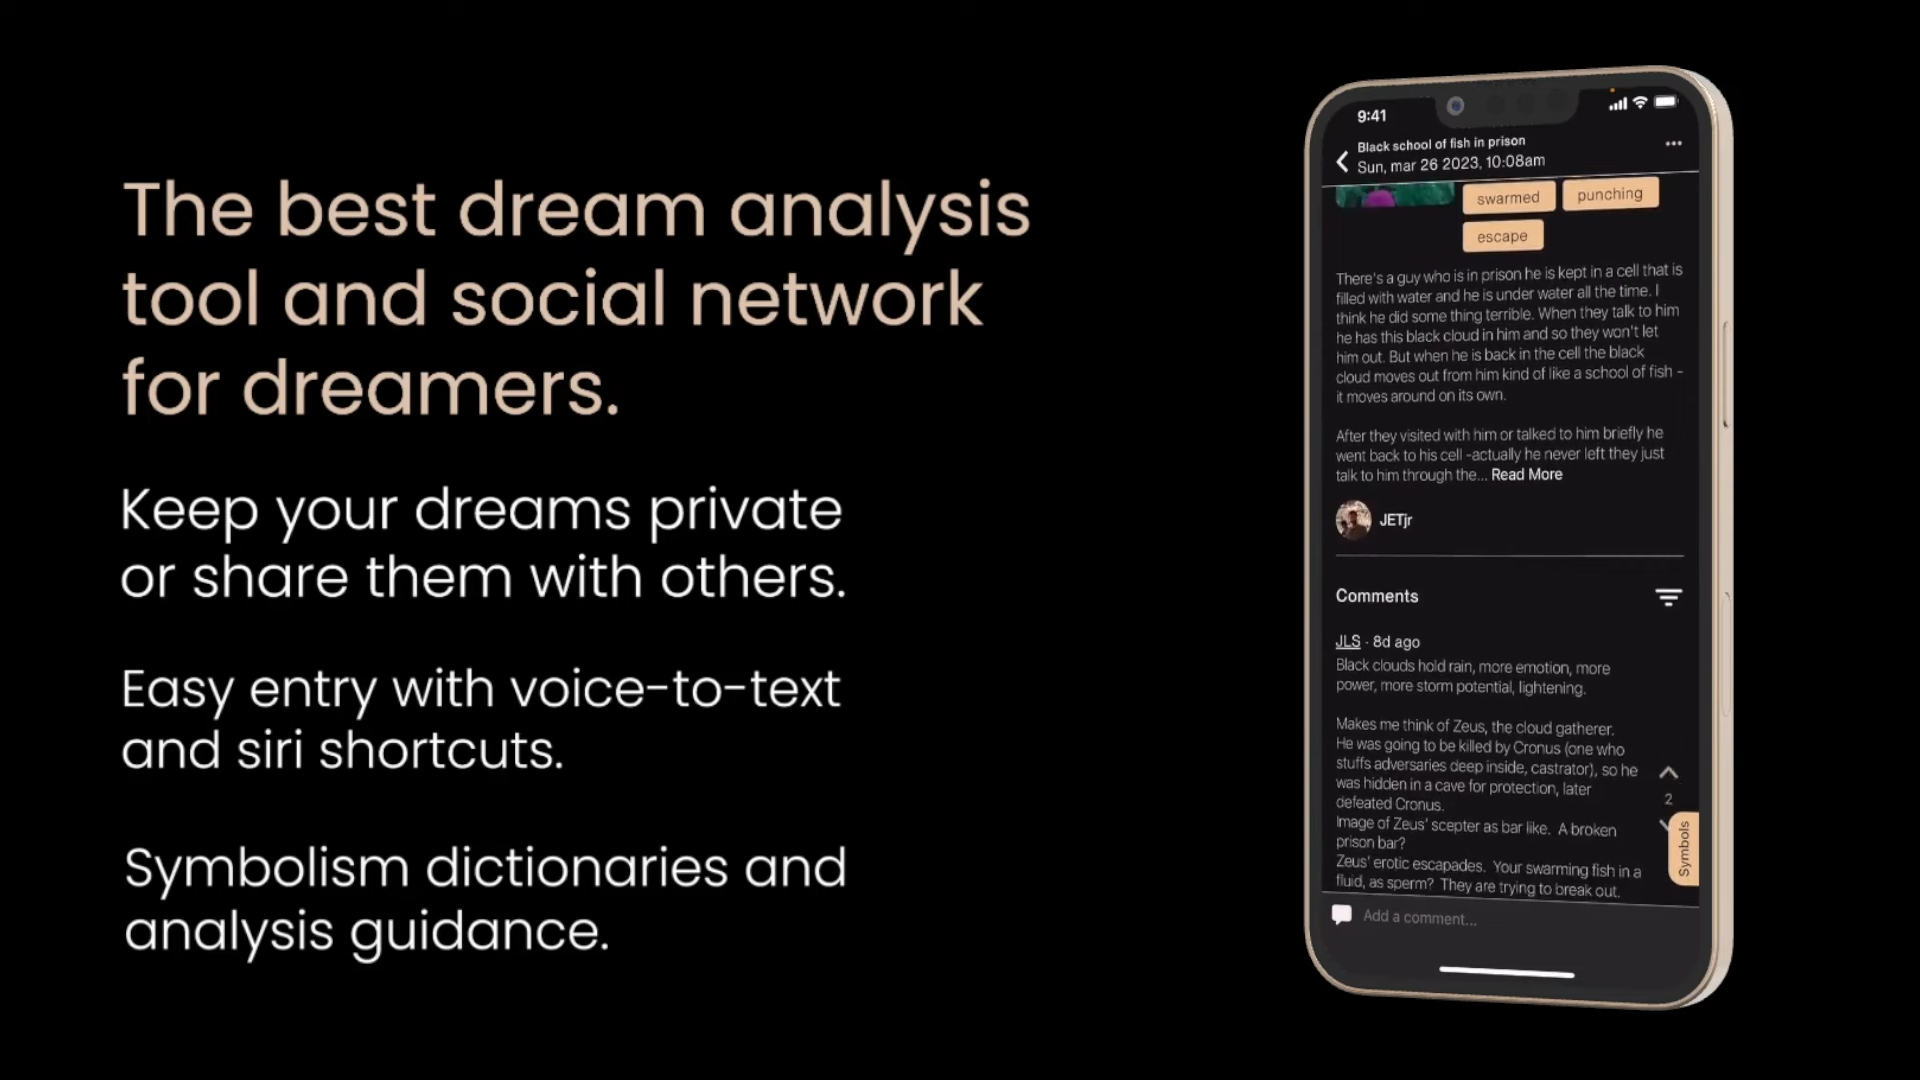 The best dream analysis
tool and social network
for dreamers.
Keep your dreams private
or share them with others.
Easy entry with voice-to-text
and siri shortcuts.
Symbolism dictionaries and
analysis guidance.
9:41
Black school of fish in prison
Sun, mar 26 2023, 10:08am
swarmed
punching
escape
There's a guy who is in prison he is kept in a cell that is
filled with water and he is under water all the time. I
think he did some thing terrible. When they talk to him
he has this black cloud in him and so they won't let
him out. But when he is back in the cell the black
cloud moves out from him kind of like a school of fish -
it moves around on its own.
After they visited with him or talked to him briefly he
went back to his cell -actually he never left they just
talk to him through the... Read More
JETjr
Comments
JLS · 8d ago
Black clouds hold rain, more emotion, more
power, more storm potential, lightening.
Makes me think of Zeus, the cloud gatherer.
He was going to be killed by Cronus (one who
stuffs adversaries deep inside, castrator), so he
was hidden in a cave for protection, later
defeated Cronus.
Image of Zeus' scepter as bar like. A broken
prison bar?
Zeus' erotic escapades. Your swarming fish in a
fluid, as sperm? They are trying to break out.
2
Symbols
Add a comment...